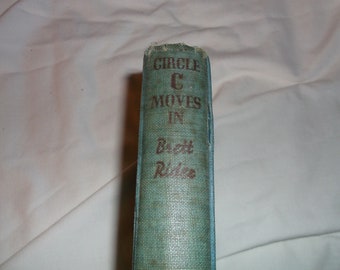 CIRCLE
C
MOVES
IN
Brett
Rider